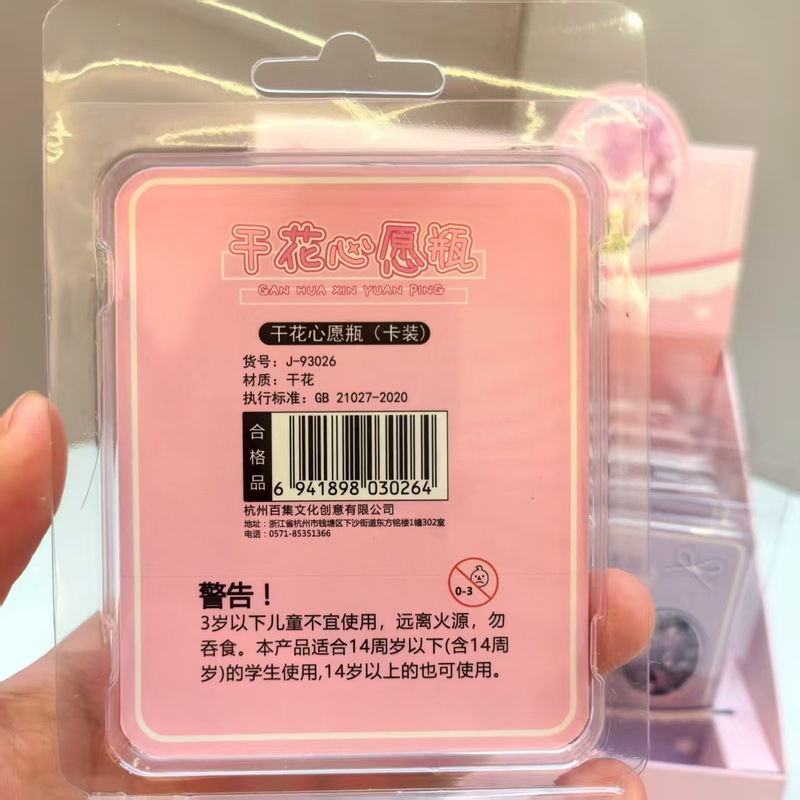 干花心愿瓶
GAN HUA XIN YUAN PING
干花心愿瓶（卡装）
货号：J-93026
材质：干花
执行标准：GB 21027-2020
合格品
6 941898 030264
杭州百集文化创意有限公司
地址：浙江省杭州市钱塘区下沙街道东方铭楼1幢302室
电话：0571-85351366
0-3
警告！
3岁以下儿童不宜使用，远离火源，勿
吞食。本产品适合14周岁以下(含14周
岁)的学生使用,14岁以上的也可使用。